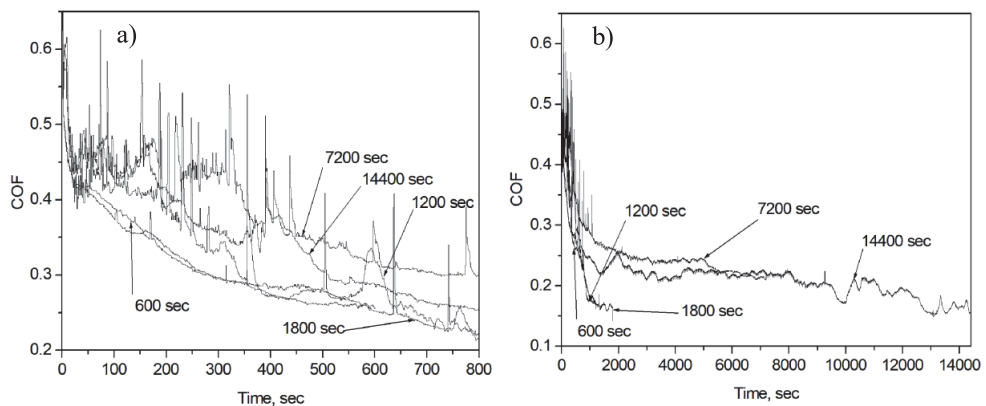 a)
0.6
0.5
0.4
0.3
0.2
COF
7200 sec
14400 sec
1200 sec
600 sec
1800 sec
0 100 200 300 400 500 600 700 800
Time, sec
b)
0.6
0.5
0.4
0.3
0.2
0.1
COF
1200 sec
7200 sec
14400 sec
1800 sec
600 sec
0 2000 4000 6000 8000 10000 12000 14000
Time, sec